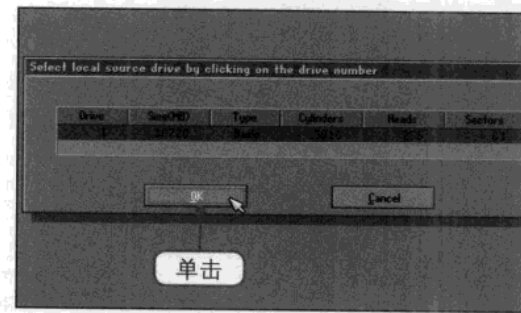 Select local source drive by clicking on the drive number
Drive Size(MB) Type Cylinders Heads Sectors
1
OK Cancel
单击